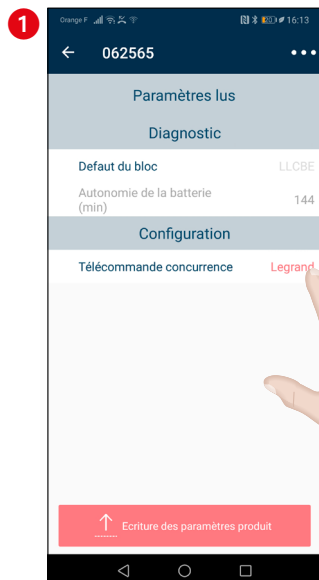 1
Orange F 16:13
062565
Paramètres lus
Diagnostic
Defaut du bloc LLCBE
Autonomie de la batterie (min) 144
Configuration
Télécommande concurrence Legrand
Ecriture des paramètres produit